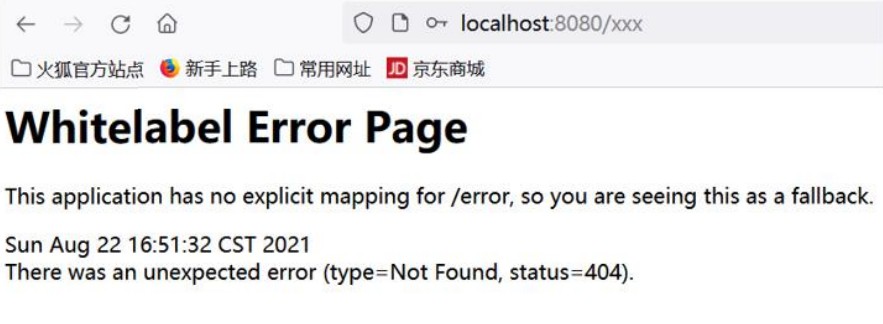 localhost:8080/xxx
火狐官方站点 新手上路 常用网址 JD 京东商城
Whitelabel Error Page
This application has no explicit mapping for /error, so you are seeing this as a fallback.
Sun Aug 22 16:51:32 CST 2021
There was an unexpected error (type=Not Found, status=404).